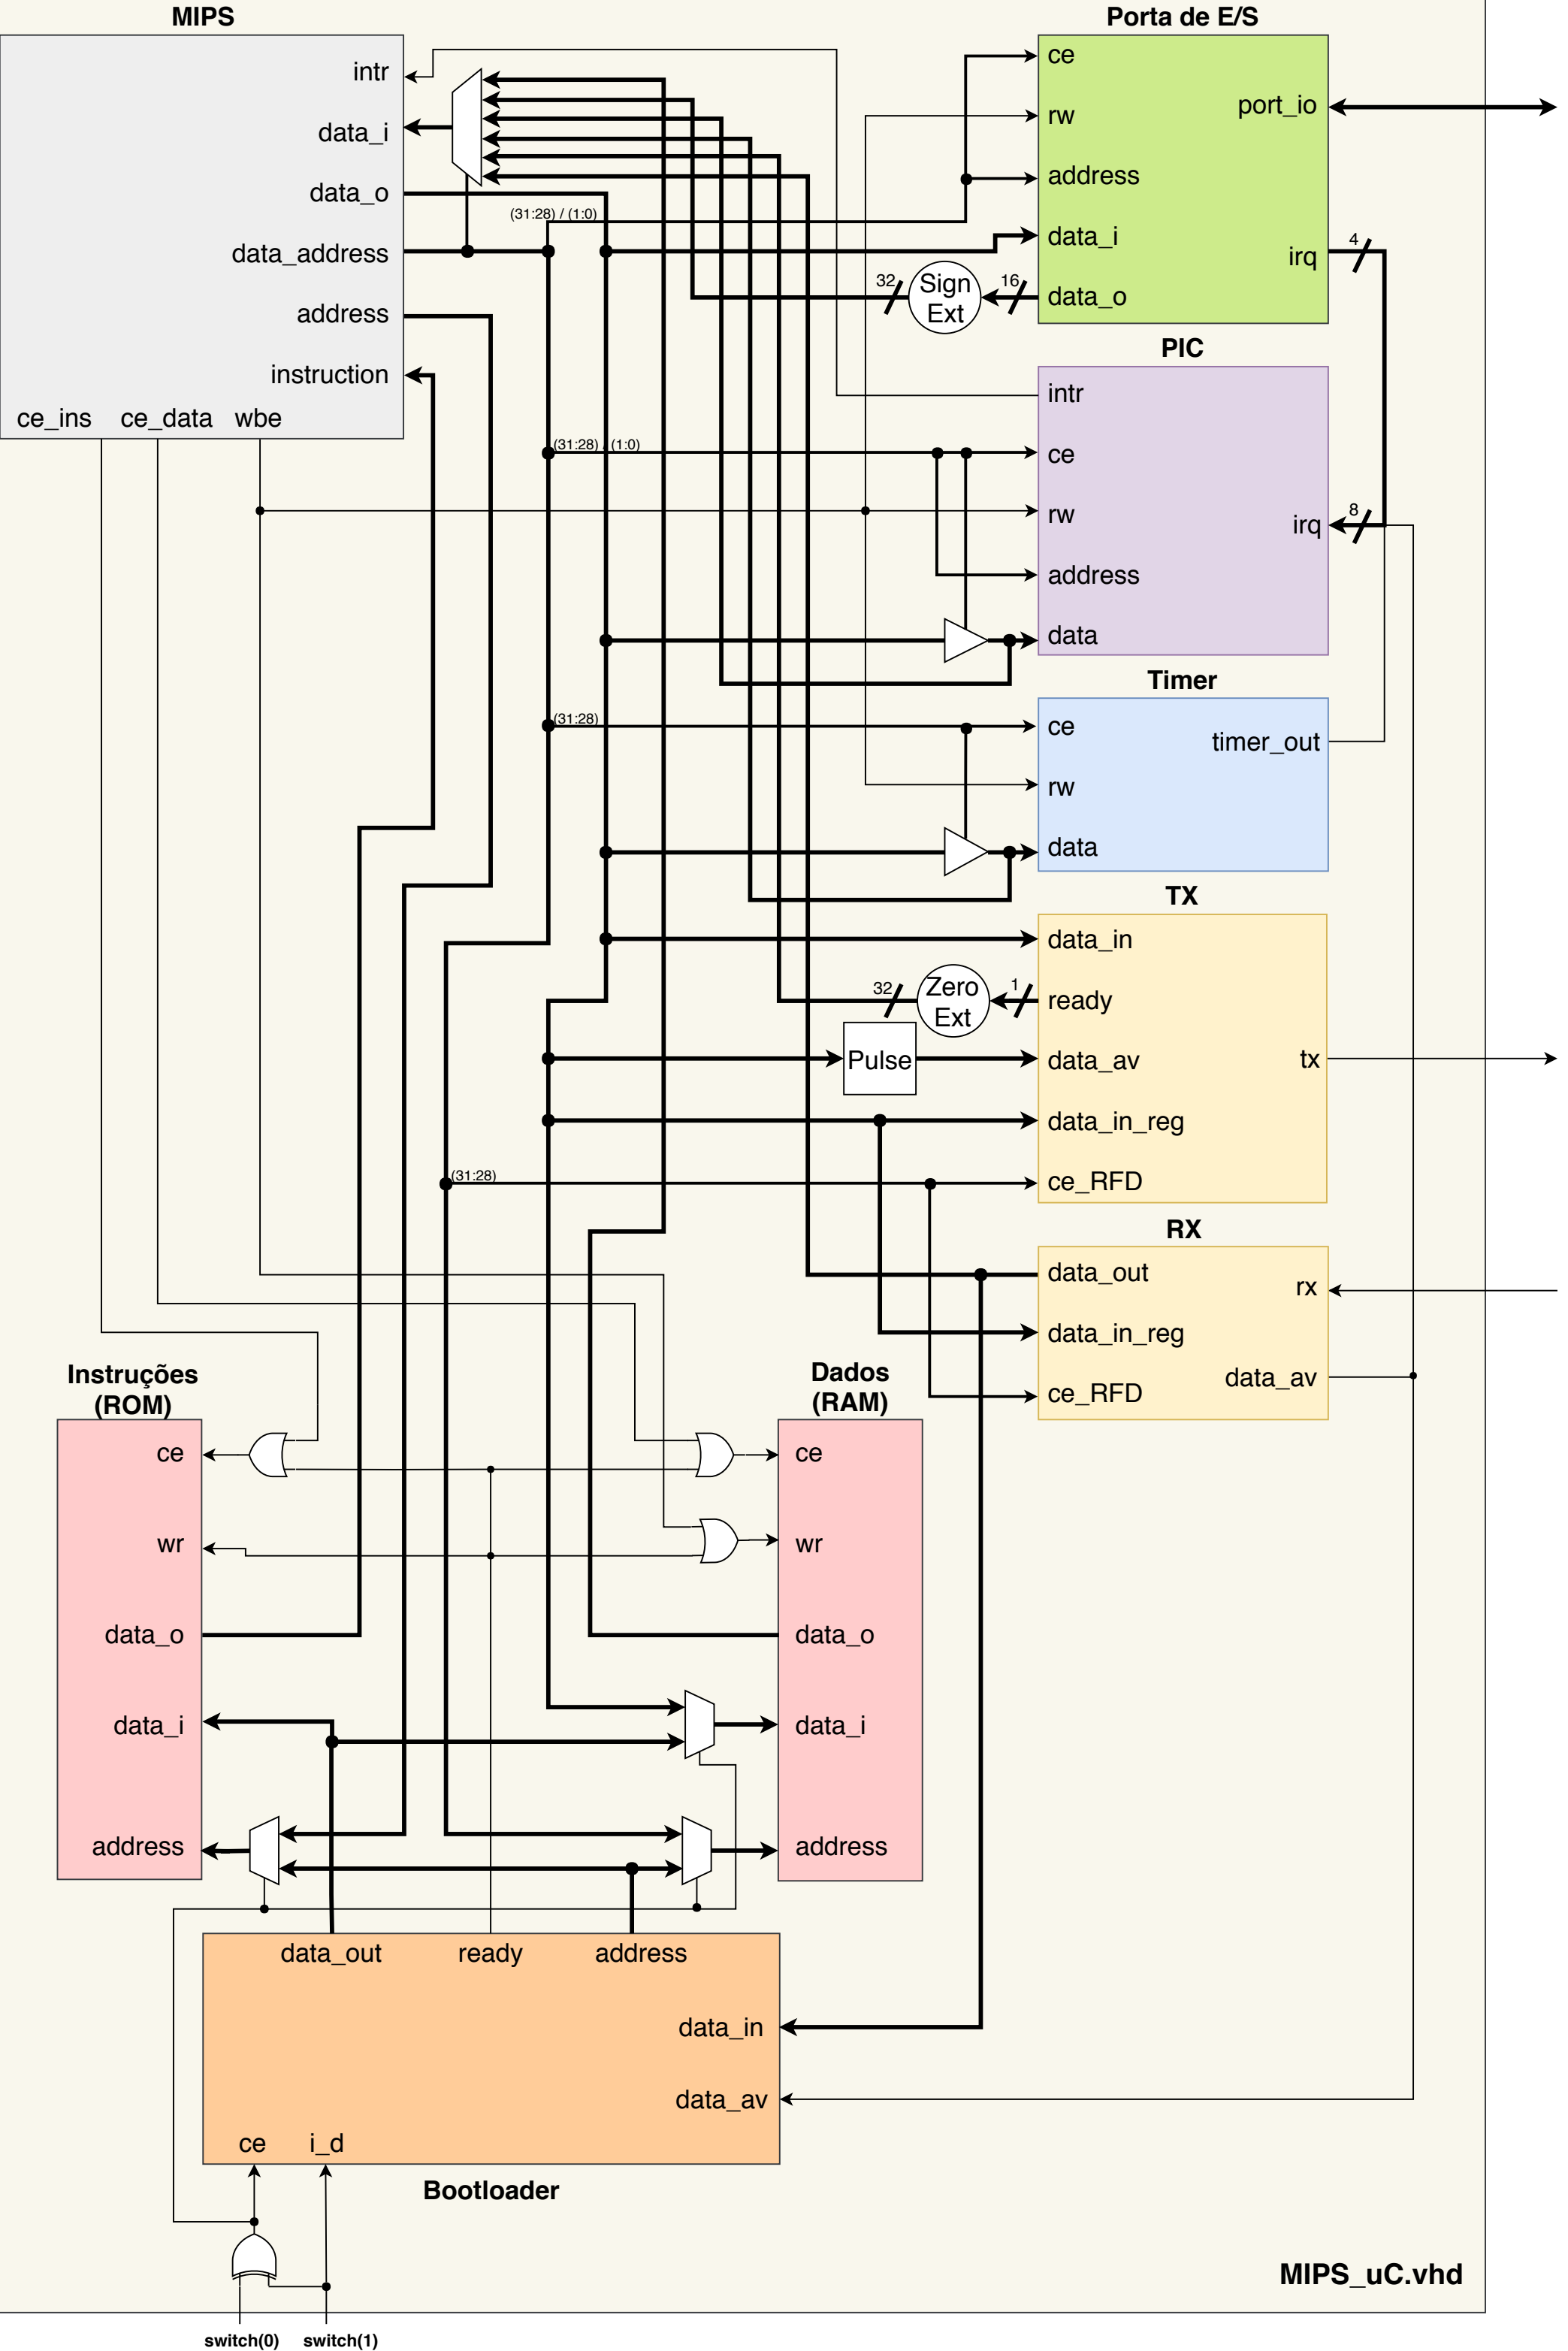 MIPS
Porta de E/S
intr
data_i
data_o
data_address
address
instruction
ce_ins ce_data wbe
(31:28) / (1:0)
ce
rw
address
data_i
data_o
port_io
irq
4
32
Sign
Ext
16
PIC
(31:28) / (1:0)
intr
ce
rw
address
data
irq
8
Timer
(31:28)
ce
rw
data
timer_out
TX
data_in
ready
data_av
data_in_reg
ce_RFD
tx
32
Zero
Ext
1
Pulse
(31:28)
RX
data_out
data_in_reg
ce_RFD
rx
data_av
Instruções
(ROM)
ce
wr
data_o
data_i
address
Dados
(RAM)
ce
wr
data_o
data_i
address
data_out ready address
data_in
data_av
ce i_d
Bootloader
MIPS_uC.vhd
switch(0) switch(1)